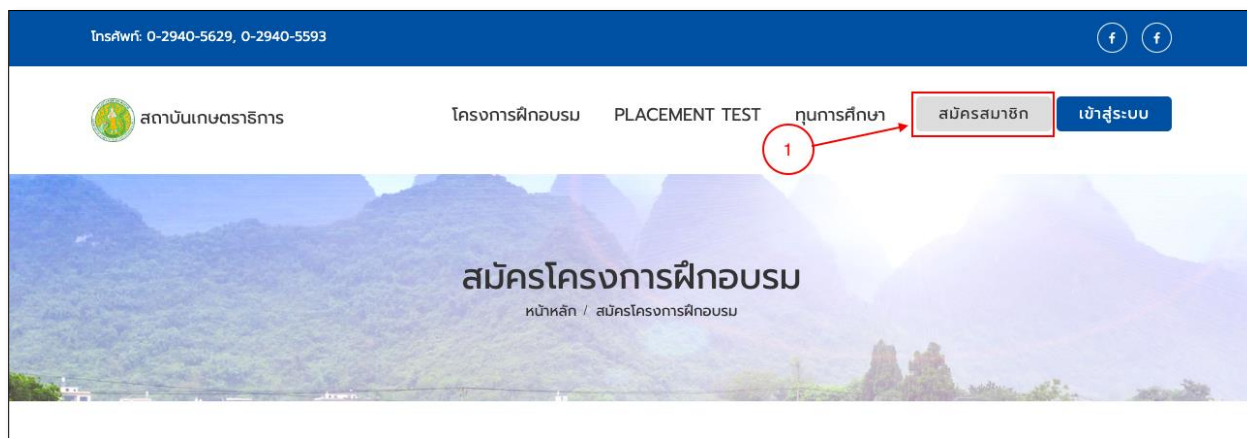 โทรศัพท์: 0-2940-5629, 0-2940-5593
สถาบันเกษตราธิการ
โครงการฝึกอบรม PLACEMENT TEST ทุนการศึกษา สมัครสมาชิก เข้าสู่ระบบ
1
สมัครโครงการฝึกอบรม
หน้าหลัก / สมัครโครงการฝึกอบรม